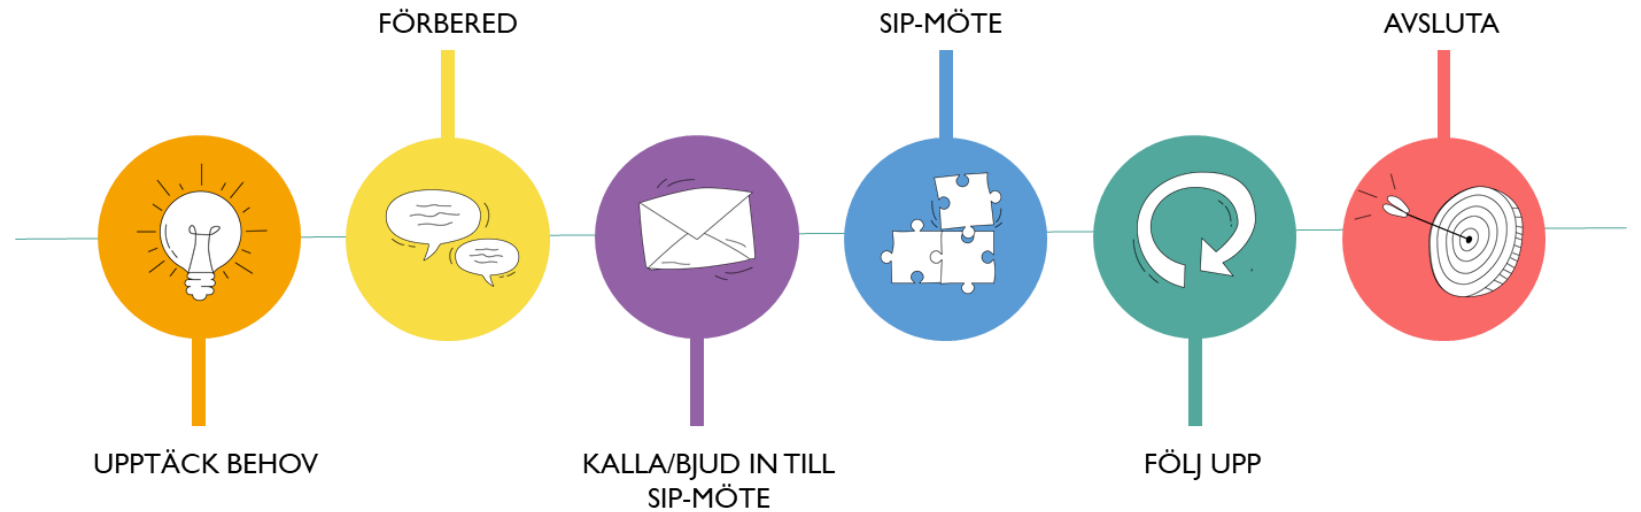 FÖRBERED
SIP-MÖTE
AVSLUTA
UPPTÄCK BEHOV
KALLA/BJUD IN TILL
SIP-MÖTE
FÖLJ UPP